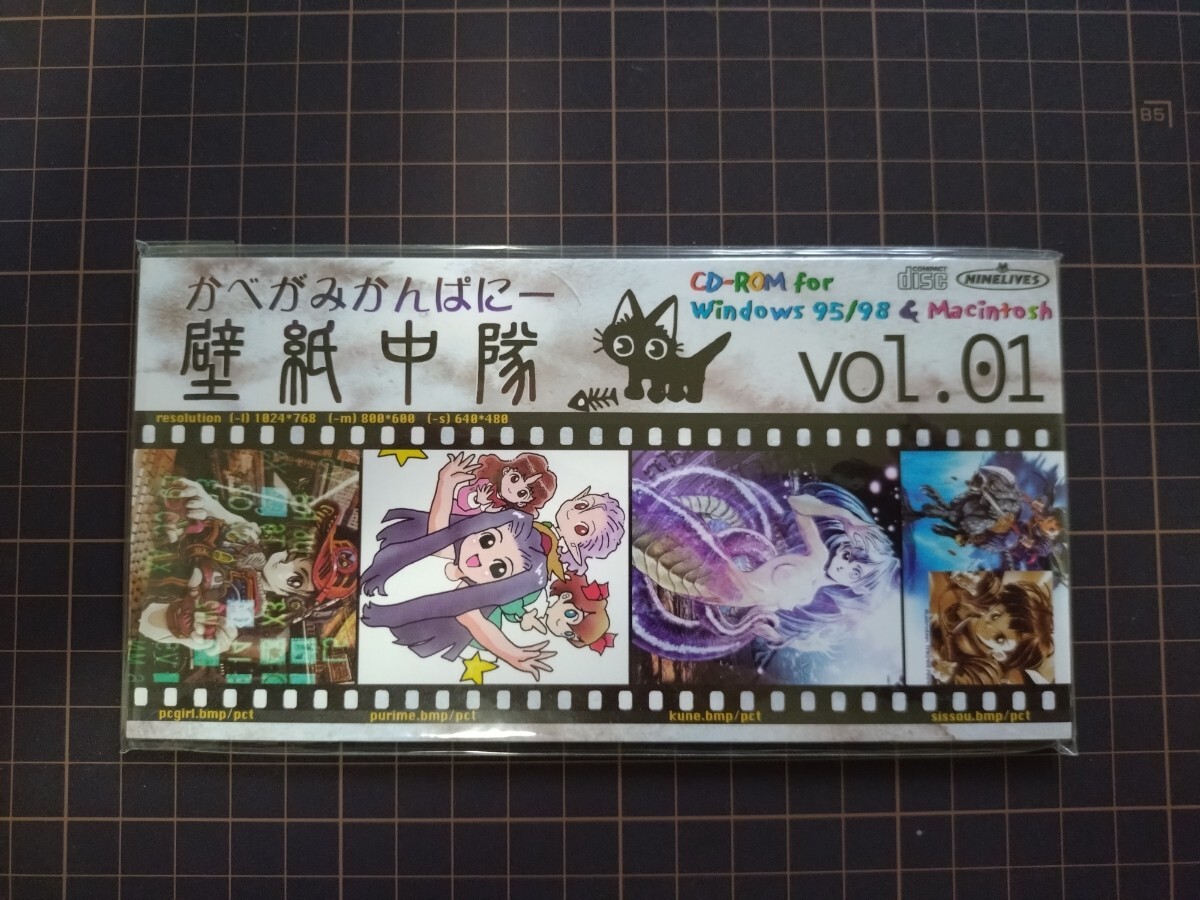 B5
かべがみかんぱにー
壁紙中隊
CD-ROM for
Windows 95/98 & Macintosh
COMPACT
disc
NINELIVES
vol.01
resolution (-l) 1024*768 (-m) 800*600 (-s) 640*480
pcgirl.bmp/pct
purime.bmp/pct
kune.bmp/pct
sissou.bmp/pct